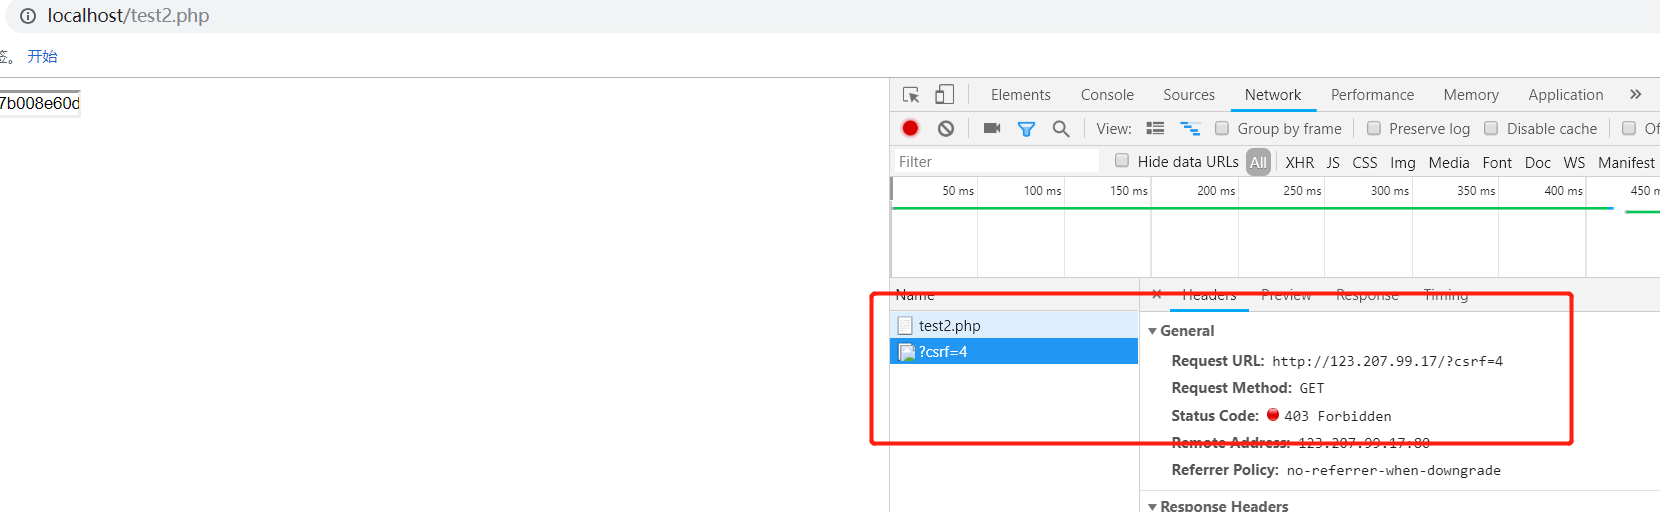 localhost/test2.php
签。 开始
7b008e60d
Elements Console Sources Network Performance Memory Application »
View: Group by frame Preserve log Disable cache Of
Filter Hide data URLs All XHR JS CSS Img Media Font Doc WS Manifest
50 ms 100 ms 150 ms 200 ms 250 ms 300 ms 350 ms 400 ms 450 m
Name × Headers Preview Response Timing
test2.php
?csrf=4
General
Request URL: http://123.207.99.17/?csrf=4
Request Method: GET
Status Code: 403 Forbidden
Remote Address: 123.207.99.17:80
Referrer Policy: no-referrer-when-downgrade
Response Headers